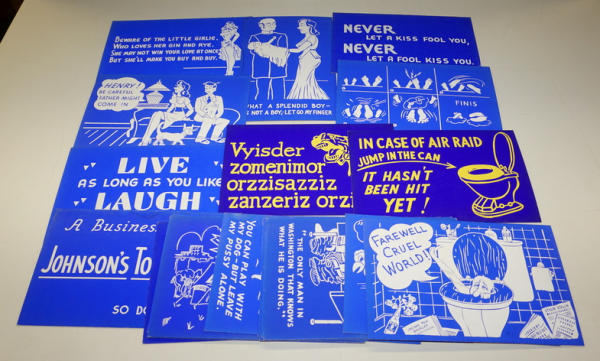 BEWARE OF THE LITTLE GIRLIE,
WHO LOVES HER GIN AND RYE,
SHE MAY NOT WIN YOUR LOVE AT ONCE
BUT SHE'LL MAKE YOU BUY AND BUY.
HAT A SPLENDID BOY-
S NOT A BOY; LET GO MY FINGER
NEVER
LET A KISS FOOL YOU,
NEVER
LET A FOOL KISS YOU.
HENRY!
BE CAREFUL
FATHER MIGHT
COME IN
FINIS
LIVE
AS LONG AS YOU LIKE
LAUGH
Vyisder
zomenimor
orzzisazziz
zanzeriz orzi
IN CASE OF AIR RAID
JUMP IN THE CAN
IT HASN'T
BEEN HIT
YET!
A BUSINES
JOHNSON'S TO
SO DO
YOU CAN PLAY WITH
MY DOG-BUT LEAVE
MY PUSSY ALONE
"THE ONLY MAN IN
WASHINGTON THAT KNOWS
WHAT HE IS DOING."
FAREWELL
CRUEL
WORLD!!